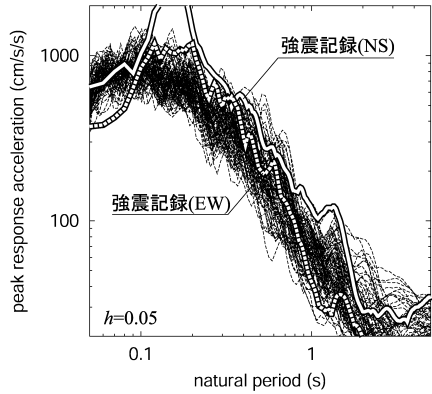 peak response acceleration (cm/s/s)
1000
100
強震記録(NS)
強震記録(EW)
h=0.05
0.1
1
natural period (s)